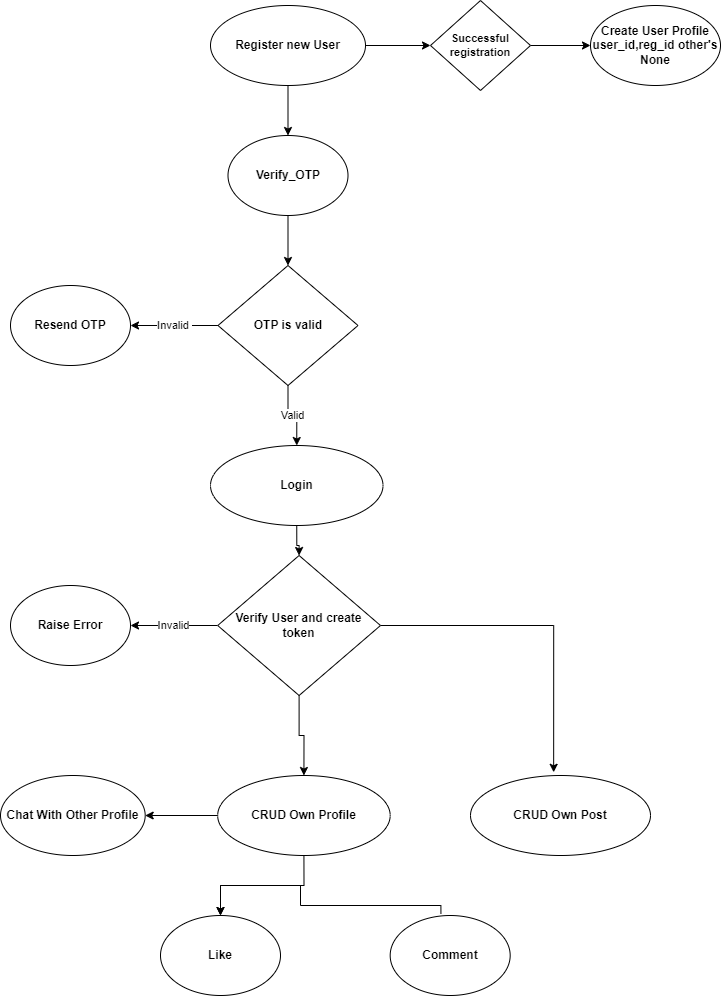 Register new User
Successful
registration
Create User Profile
user_id,reg_id other's
None
Verify_OTP
Resend OTP
Invalid
OTP is valid
Valid
Login
Raise Error
Invalid
Verify User and create
token
Chat With Other Profile
CRUD Own Profile
CRUD Own Post
Like
Comment